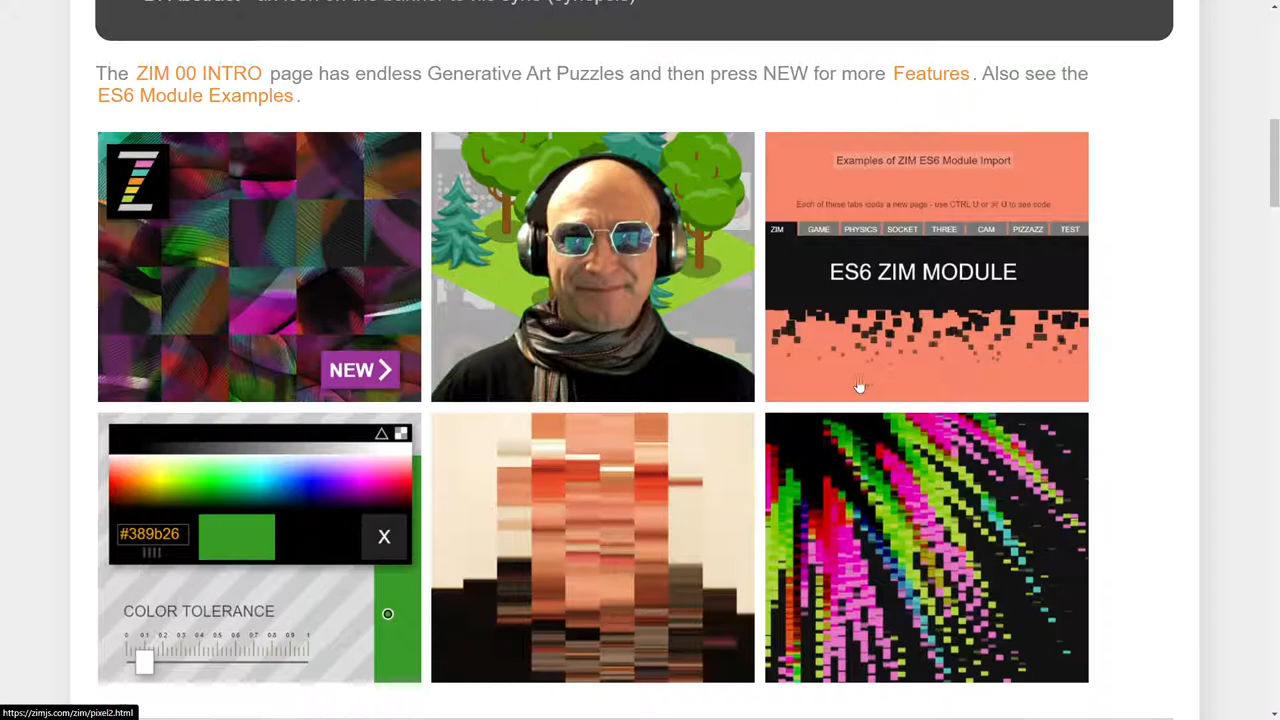 The ZIM 00 INTRO page has endless Generative Art Puzzles and then press NEW for more Features. Also see the
ES6 Module Examples.
NEW
Examples of ZIM ES6 Module Import
Each of these tabs loads a new page - use CTRL U or ⌘ U to see code
ZIM GAME PHYSICS SOCKET THREE CAM PIZZAZZ TEST
ES6 ZIM MODULE
#389b26
X
COLOR TOLERANCE
0 0.1 0.2 0.3 0.4 0.5 0.6 0.7 0.8 0.9 1
https://zimjs.com/zim/pixel2.html